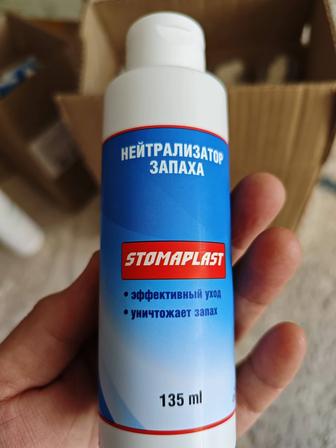 НЕЙТРАЛИЗАТОР
ЗАПАХА
STOMAPLAST
• эффективный уход
• уничтожает запах
135 ml